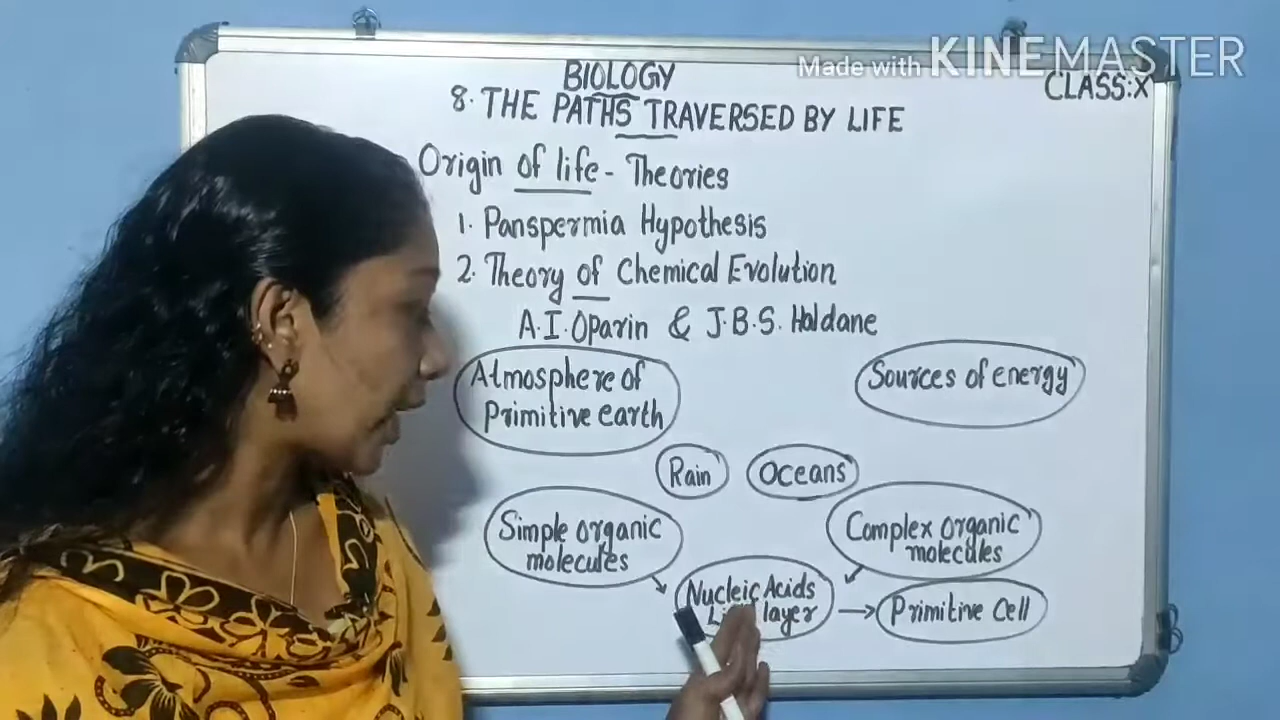 Made with KINEMASTER
BIOLOGY
CLASS:X
8. THE PATHS TRAVERSED BY LIFE
Origin of life - Theories
1. Panspermia Hypothesis
2. Theory of Chemical Evolution
A.I. Oparin & J.B.S. Haldane
Atmosphere of
Primitive earth
Sources of energy
Rain
Oceans
Simple organic
molecules
Complex organic
molecules
Nucleic Acids
layer
Primitive Cell